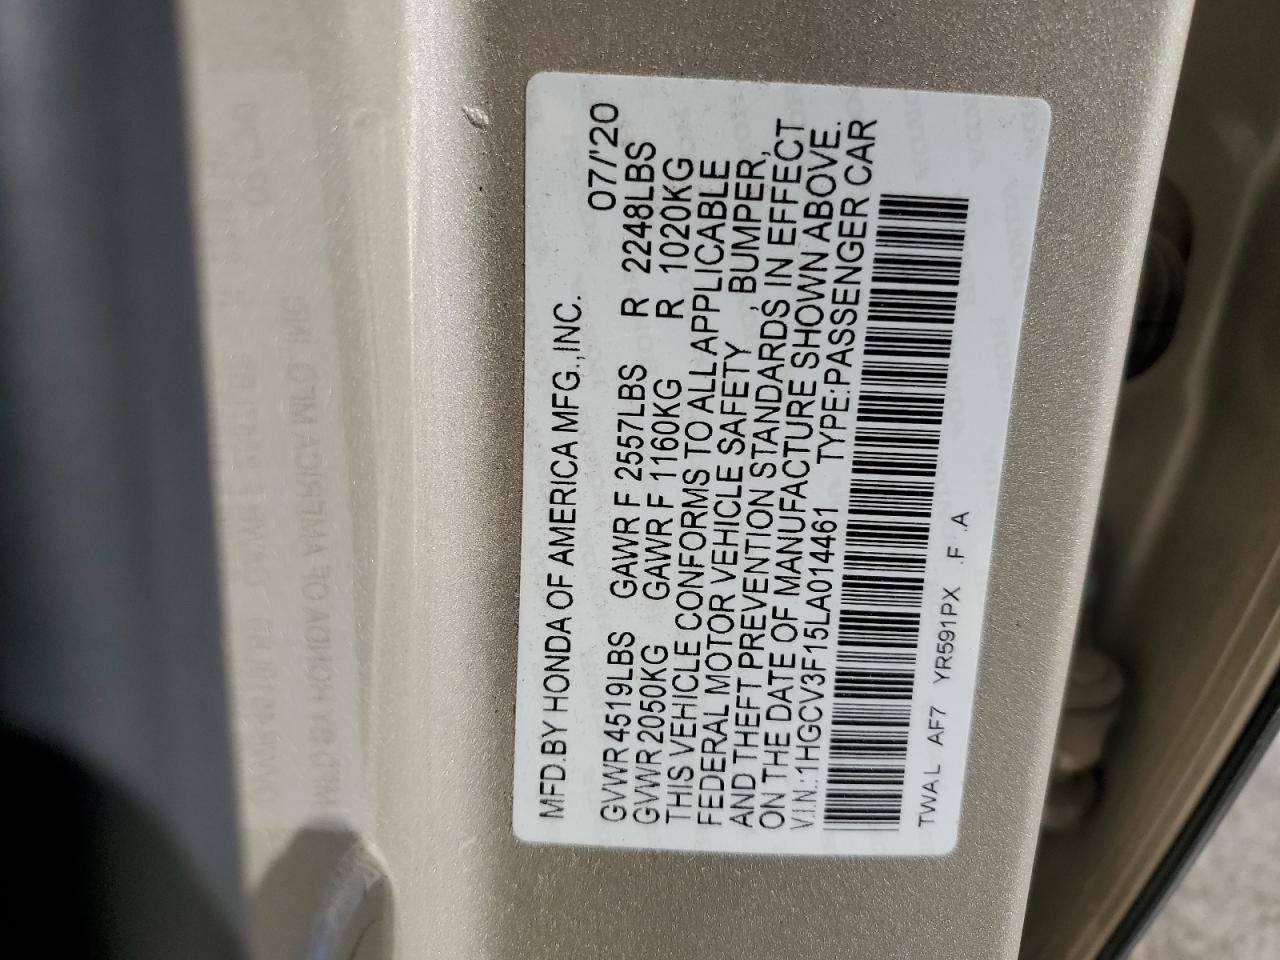 MFD.BY HONDA OF AMERICA MFG.,INC.
07/'20
GVWR 4519LBS GAWR F 2557LBS R 2248LBS
GVWR 2050KG GAWR F 1160KG R 1020KG
THIS VEHICLE CONFORMS TO ALL APPLICABLE
FEDERAL MOTOR VEHICLE SAFETY , BUMPER,
AND THEFT PREVENTION STANDARDS IN EFFECT
ON THE DATE OF MANUFACTURE SHOWN ABOVE.
V.I.N.:1HGCV3F15LA014461 TYPE:PASSENGER CAR
TWAL AF7 YR591PX .F .A